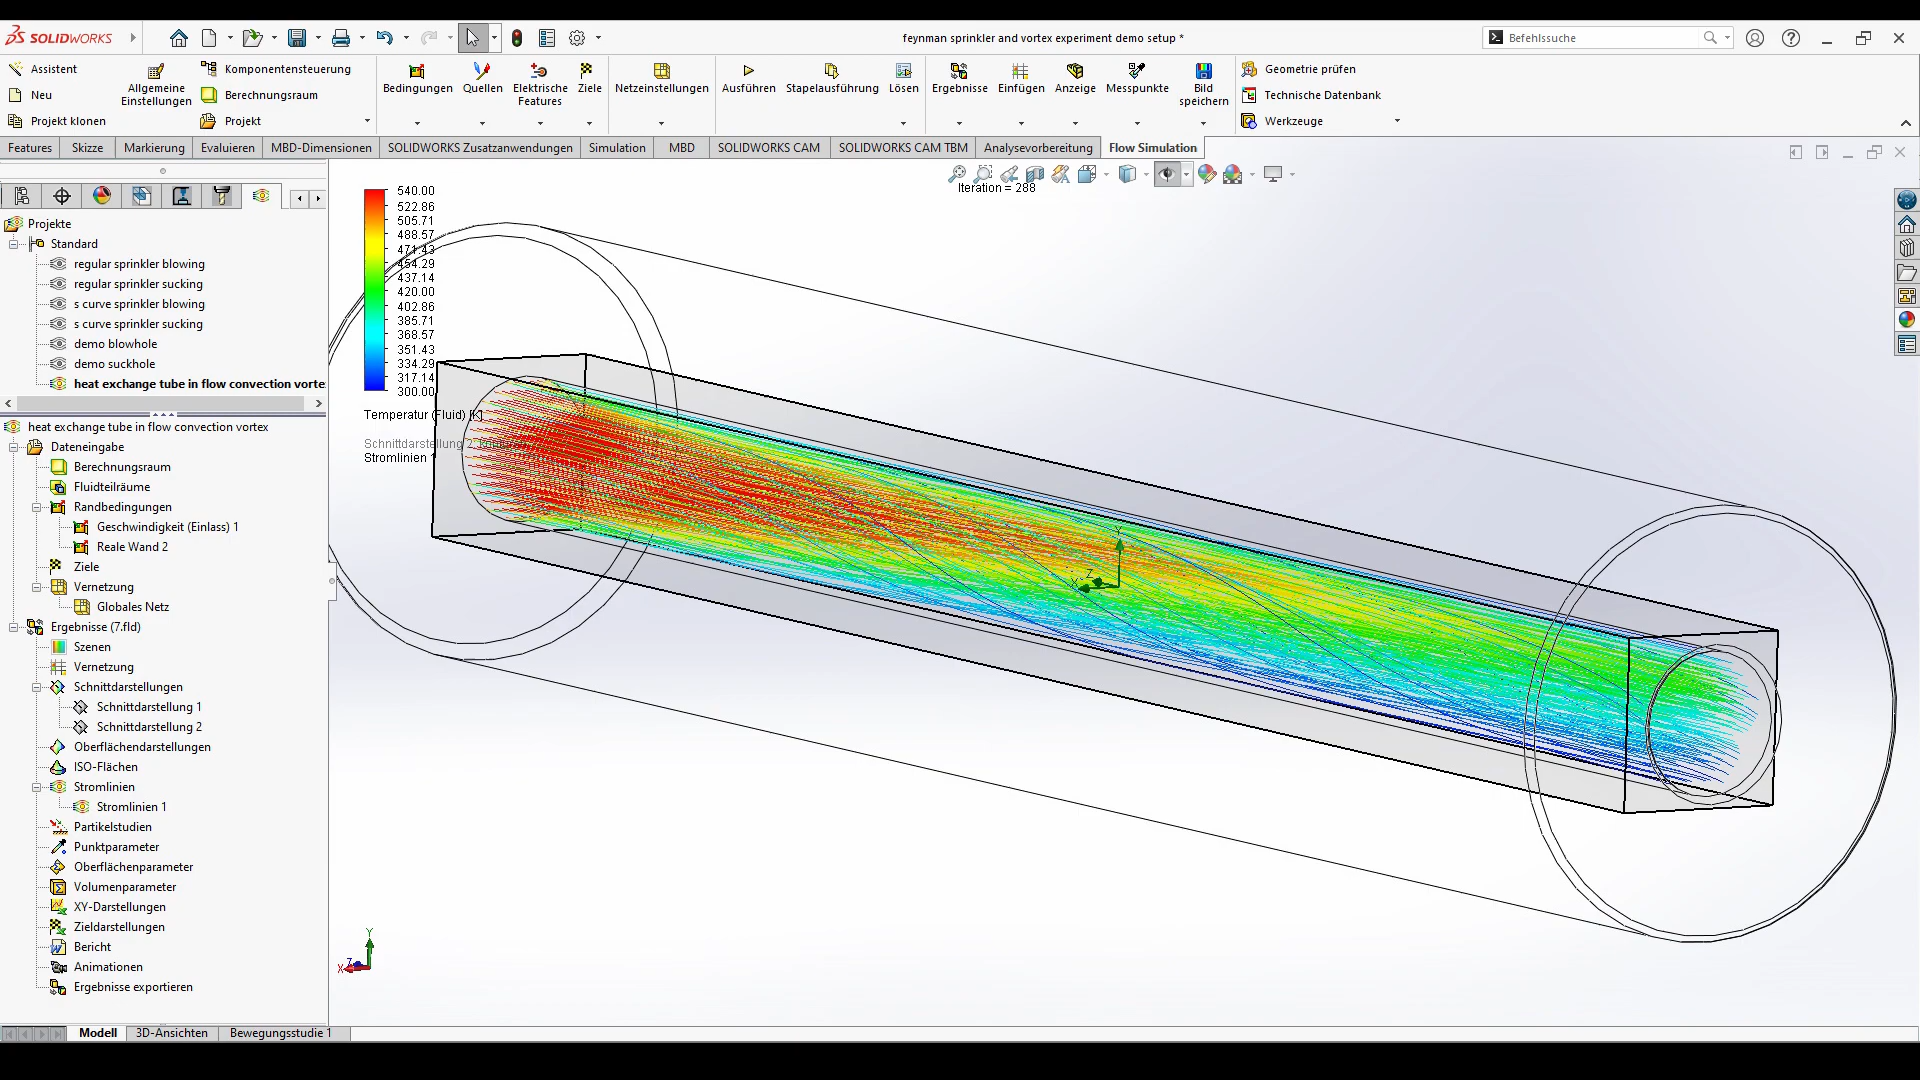 SOLIDWORKS
feynman sprinkler and vortex experiment demo setup *
Befehlssuche
Assistent
Neu
Projekt klonen
Allgemeine
Einstellungen
Komponentensteuerung
Berechnungsraum
Projekt
Bedingungen
Quellen
Elektrische
Features
Ziele
Netzeinstellungen
Ausführen
Stapelausführung
Lösen
Ergebnisse
Einfügen
Anzeige
Messpunkte
Bild
speichern
Geometrie prüfen
Technische Datenbank
Werkzeuge
Features
Skizze
Markierung
Evaluieren
MBD-Dimensionen
SOLIDWORKS Zusatzanwendungen
Simulation
MBD
SOLIDWORKS CAM
SOLIDWORKS CAM TBM
Analysevorbereitung
Flow Simulation
Projekte
Standard
regular sprinkler blowing
regular sprinkler sucking
s curve sprinkler blowing
s curve sprinkler sucking
demo blowhole
demo suckhole
heat exchange tube in flow convection vorte
heat exchange tube in flow convection vortex
Dateneingabe
Berechnungsraum
Fluidteilräume
Randbedingungen
Geschwindigkeit (Einlass) 1
Reale Wand 2
Ziele
Vernetzung
Globales Netz
Ergebnisse (7.fld)
Szenen
Vernetzung
Schnittdarstellungen
Schnittdarstellung 1
Schnittdarstellung 2
Oberflächendarstellungen
ISO-Flächen
Stromlinien
Stromlinien 1
Partikelstudien
Punktparameter
Oberflächenparameter
Volumenparameter
XY-Darstellungen
Zieldarstellungen
Bericht
Animationen
Ergebnisse exportieren
Iteration = 288
540.00
522.86
505.71
488.57
471.43
454.29
437.14
420.00
402.86
385.71
368.57
351.43
334.29
317.14
300.00
Temperatur (Fluid) [K]
Schnittdarstellung 2:
Stromlinien 1
Y
Z
X
Y
Z
X
Modell
3D-Ansichten
Bewegungsstudie 1